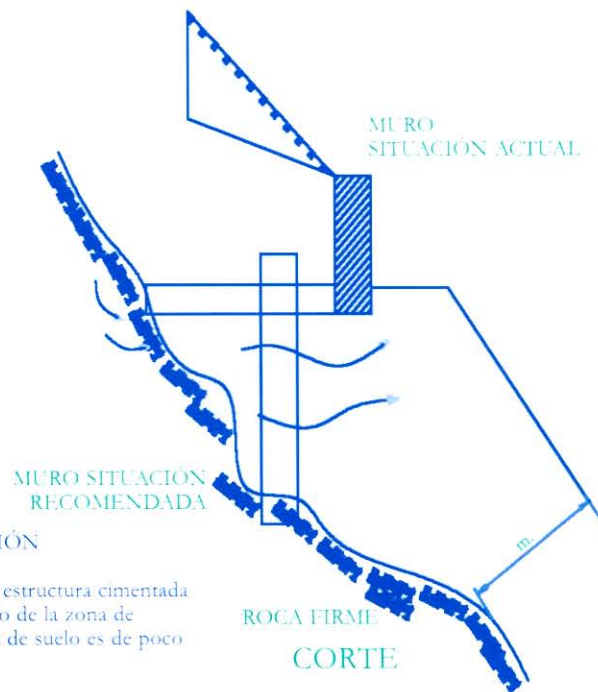 MURO
SITUACIÓN ACTUAL
MURO SITUACIÓN
RECOMENDADA
IÓN
estructura cimentada
o de la zona de
de suelo es de poco
m.
ROCA FIRME
CORTE